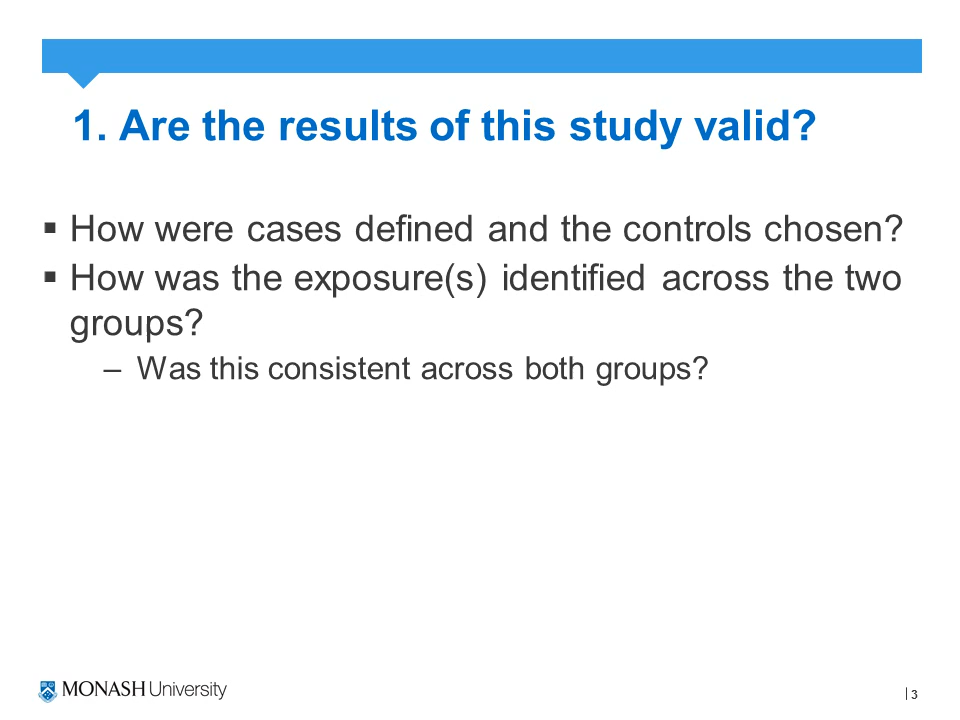 1. Are the results of this study valid?
▪ How were cases defined and the controls chosen?
▪ How was the exposure(s) identified across the two
groups?
– Was this consistent across both groups?
MONASH University
| 3